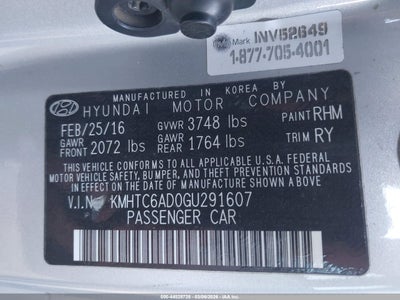 Mark INV52649
1-877-705-4001
MANUFACTURED IN KOREA BY
HYUNDAI MOTOR COMPANY
FEB/25/16 GVWR 3748 lbs PAINT RHM
GAWR FRONT 2072 lbs GAWR REAR 1764 lbs TRIM RY
THIS VEHICLE CONFORMS TO ALL APPLICABLE U.S. FEDERAL
MOTOR VEHICLE SAFETY, BUMPER, AND THEFT PREVENTION
STANDARDS IN EFFECT ON THE DATE OF MANUFACTURE SHOWN ABOVE.
V.I.N. KMHTC6AD0GU291607
PASSENGER CAR